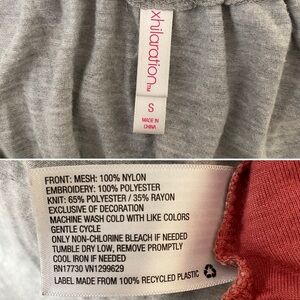 xhilaration™
S
MADE IN
CHINA
FRONT: MESH: 100% NYLON
EMBROIDERY: 100% POLYESTER
KNIT: 65% POLYESTER / 35% RAYON
EXCLUSIVE OF DECORATION
MACHINE WASH COLD WITH LIKE COLORS
GENTLE CYCLE
ONLY NON-CHLORINE BLEACH IF NEEDED
TUMBLE DRY LOW, REMOVE PROMPTLY
COOL IRON IF NEEDED
RN17730 VN1299629
LABEL MADE FROM 100% RECYCLED PLASTIC